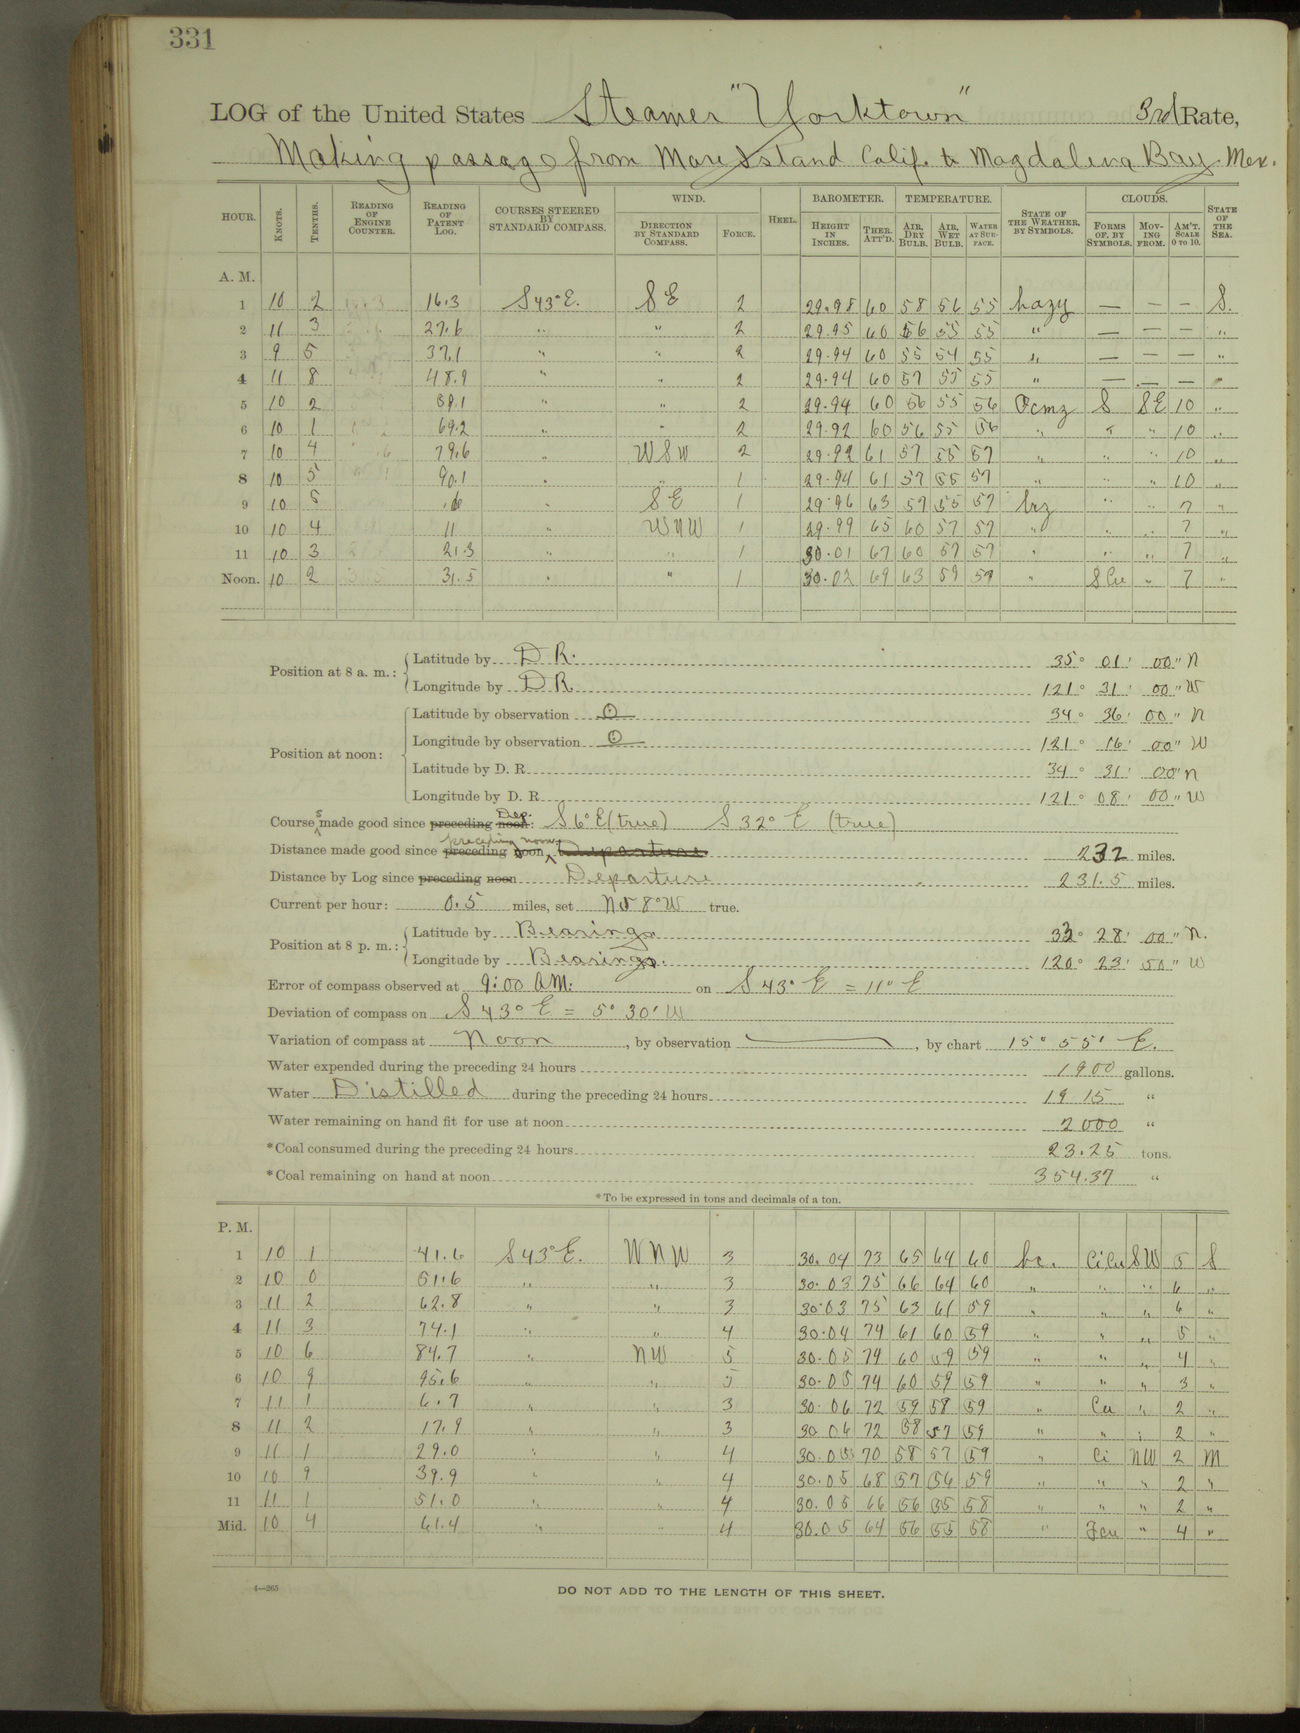 331
LOG of the United States Steamer "Yorktown" 3rd Rate,
Making passage from Mare Island Calif. to Magdalena Bay. Mex.
HOUR. KNOTS. TENTHS. READING OF ENGINE COUNTER. READING OF PATENT LOG. COURSES STEERED BY STANDARD COMPASS. WIND. DIRECTION BY STANDARD COMPASS. FORCE. HEEL. BAROMETER. HEIGHT IN INCHES. THER. ATT'D. TEMPERATURE. AIR, DRY BULB. AIR, WET BULB. WATER AT SURFACE. STATE OF THE WEATHER, BY SYMBOLS. CLOUDS. FORMS OF, BY SYMBOLS. MOVING FROM. AM'T. SCALE 0 TO 10. STATE OF THE SEA.
A. M.
1 10 2 16.3 S43°E. SE 2 29.98 60 58 56 55 hazy — — — S.
2 11 3 27.6 " " 2 29.95 60 56 55 55 " — — — "
3 9 5 37.1 " " 2 29.94 60 55 54 55 " — — — "
4 11 8 48.9 " " 2 29.94 60 57 55 55 " — — — "
5 10 2 59.1 " " 2 29.94 60 56 55 56 Ocmz S SE 10 "
6 10 1 69.2 " " 2 29.92 60 56 55 56 " " " 10 "
7 10 4 79.6 " WSW 2 29.92 61 57 55 57 " " " 10 "
8 10 5 90.1 " " 1 29.94 61 57 55 57 " " " 10 "
9 10 5 .6 " SE 1 29.96 63 57 55 57 bcz " " 7 "
10 10 4 11 " WNW 1 29.99 65 60 57 57 " " " 7 "
11 10 3 21.3 " " 1 30.01 67 60 57 57 " " " 7 "
Noon. 10 2 31.5 " " 1 30.02 69 63 59 59 " S Cu " 7 "
Position at 8 a. m.: Latitude by D. R. 35° 01' 00" N
Longitude by D R 121° 31' 00" W
Position at noon: Latitude by observation ⊙ 34° 36' 00" N
Longitude by observation ⊙ 121° 16' 00" W
Latitude by D. R. 34° 31' 00" N
Longitude by D. R. 121° 08' 00" W
Courses made good since preceding noon Dep.: S 6° E (true) S 32° E (true)
Distance made good since preceding noon preceding noon Departure 232 miles.
Distance by Log since preceding noon Departure 231.5 miles.
Current per hour: 0.5 miles, set N58°W true.
Position at 8 p. m.: Latitude by Bearings 33° 28' 00" N.
Longitude by Bearings. 120° 23' 50" W
Error of compass observed at 9:00 AM. on S 43° E = 11° E
Deviation of compass on S 43° E = 5° 30' W
Variation of compass at Noon, by observation ——, by chart 15° 55' E.
Water expended during the preceding 24 hours 1900 gallons.
Water Distilled during the preceding 24 hours 1915 "
Water remaining on hand fit for use at noon 2000 "
*Coal consumed during the preceding 24 hours 23.25 tons.
*Coal remaining on hand at noon 354.37 "
*To be expressed in tons and decimals of a ton.
P. M.
1 10 1 41.6 S43°E. WNW 3 30.04 73 65 64 60 bc. CiCu SW 5 S
2 10 0 51.6 " " 3 30.03 75 66 64 60 " " " 6 "
3 11 2 62.8 " " 3 30.03 75 63 61 59 " " " 6 "
4 11 3 74.1 " " 4 30.04 74 61 60 59 " " " 5 "
5 10 6 84.7 " NW 5 30.05 74 60 59 59 " " " 4 "
6 10 9 95.6 " " 5 30.05 74 60 59 59 " " " 3 "
7 11 1 6.7 " " 3 30.06 72 59 58 59 " Cu " 2 "
8 11 2 17.9 " " 3 30.06 72 58 57 59 " " " 2 "
9 11 1 29.0 " " 4 30.05 70 58 57 59 " Ci NW 2 M
10 10 9 39.9 " " 4 30.05 68 57 56 59 " " " 2 "
11 11 1 51.0 " " 4 30.05 66 56 55 58 " " " 2 "
Mid. 10 4 61.4 " " 4 30.05 64 56 55 58 " Fcu " 4 "
4—265
DO NOT ADD TO THE LENGTH OF THIS SHEET.